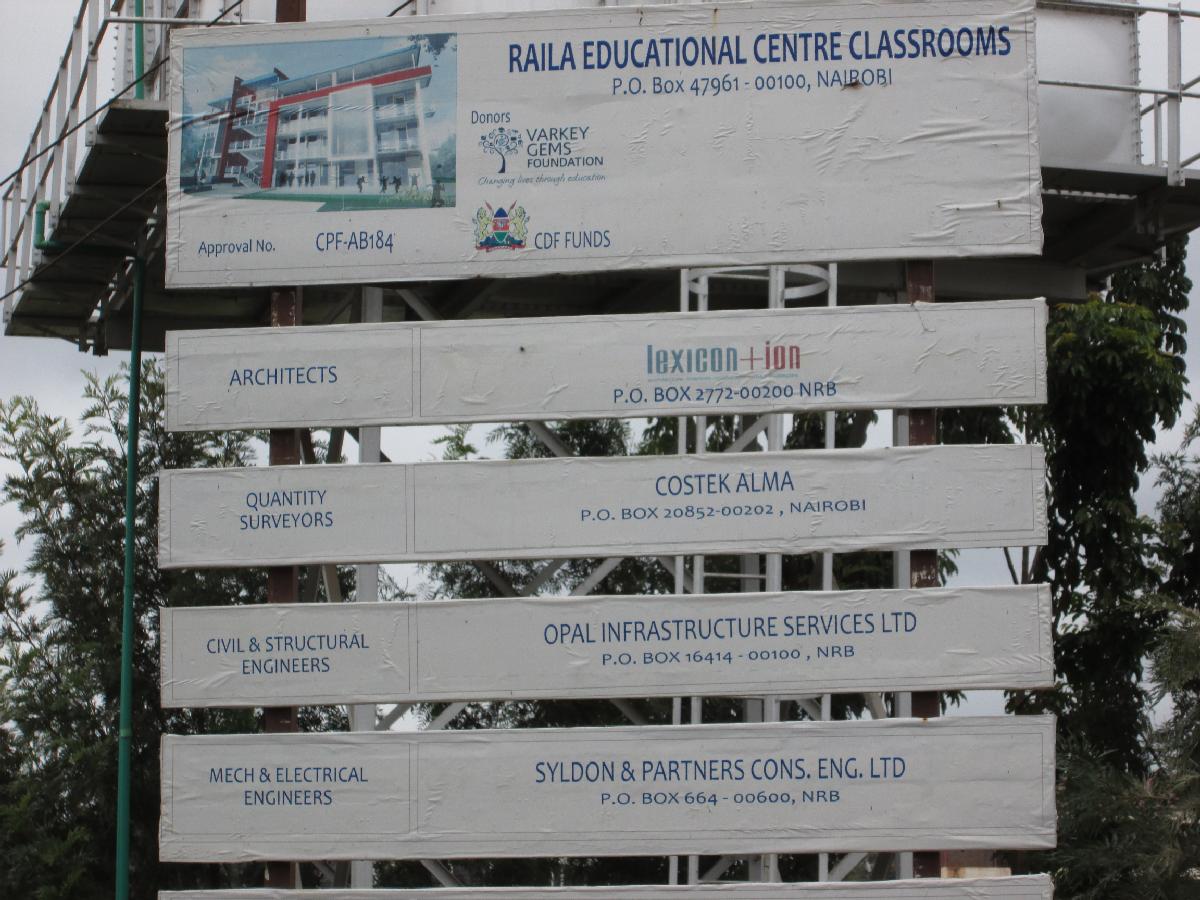 RAILA EDUCATIONAL CENTRE CLASSROOMS
P.O. Box 47961 - 00100, NAIROBI
Donors
VARKEY
GEMS
FOUNDATION
Changing lives through education
CDF FUNDS
Approval No. CPF-AB184
ARCHITECTS
lexicon+ion
P.O. BOX 2772-00200 NRB
QUANTITY
SURVEYORS
COSTEK ALMA
P.O. BOX 20852-00202 , NAIROBI
CIVIL & STRUCTURAL
ENGINEERS
OPAL INFRASTRUCTURE SERVICES LTD
P.O. BOX 16414 - 00100 , NRB
MECH & ELECTRICAL
ENGINEERS
SYLDON & PARTNERS CONS. ENG. LTD
P.O. BOX 664 - 00600, NRB